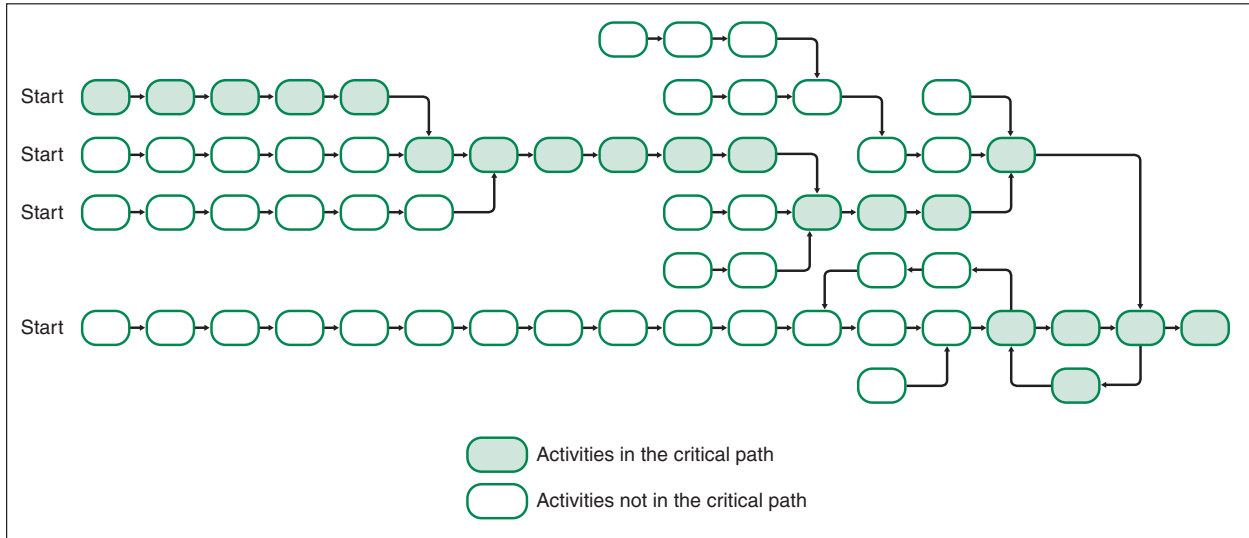 Start
Start
Start
Start
Activities in the critical path
Activities not in the critical path